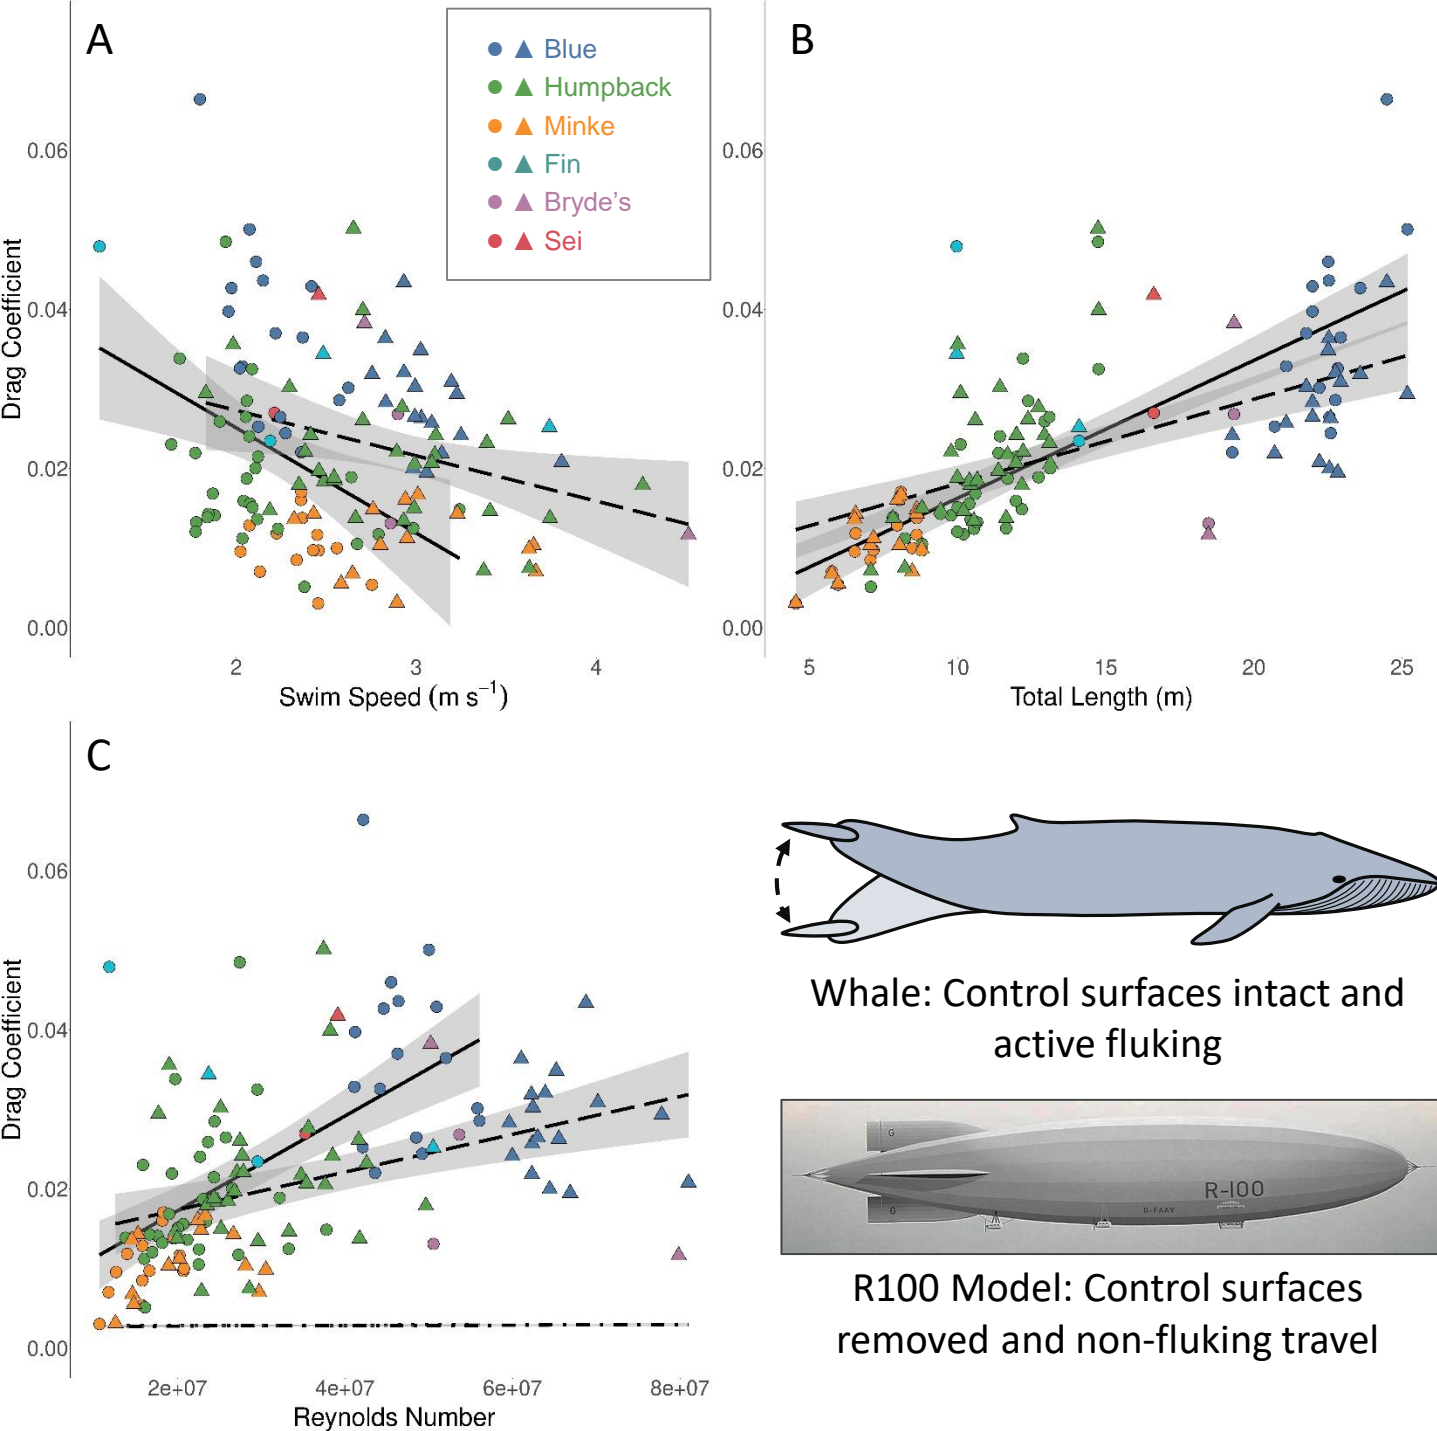 A
Blue
Humpback
Minke
Fin
Bryde's
Sei
0.06
0.04
0.02
0.00
Drag Coefficient
2 3 4
Swim Speed (m s⁻¹)
B
0.06
0.04
0.02
0.00
5 10 15 20 25
Total Length (m)
C
0.06
0.04
0.02
0.00
Drag Coefficient
2e+07 4e+07 6e+07 8e+07
Reynolds Number
Whale: Control surfaces intact and
active fluking
G
R-100
G-FAAV
G
R100 Model: Control surfaces
removed and non-fluking travel